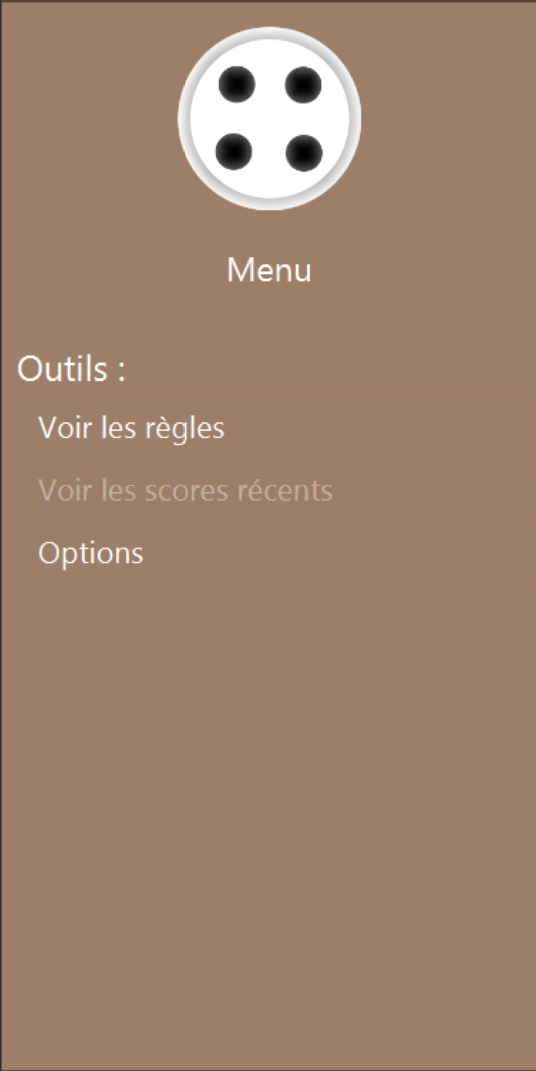 Menu
Outils :
Voir les règles
Voir les scores récents
Options